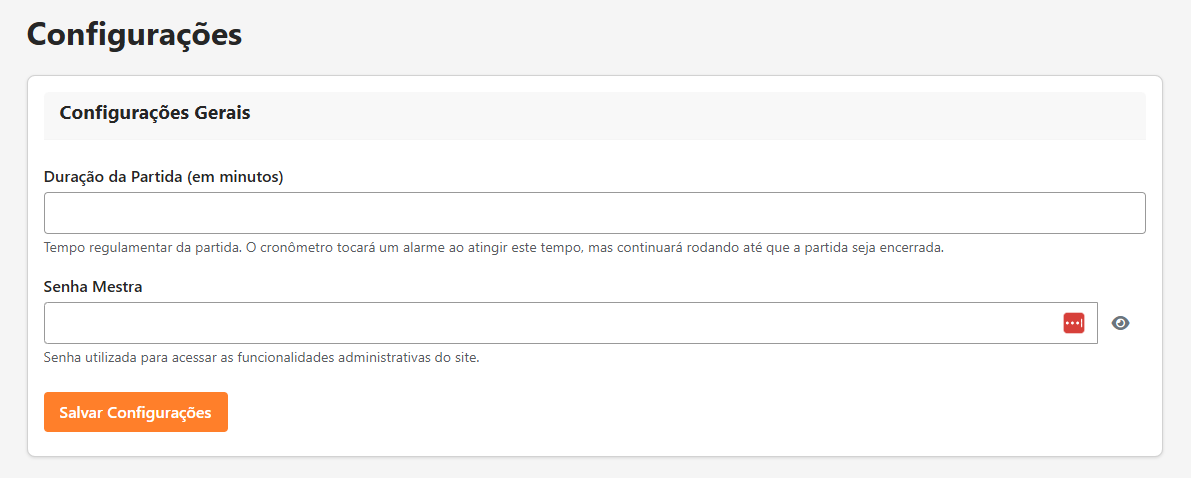 Configurações
Configurações Gerais
Duração da Partida (em minutos)
Tempo regulamentar da partida. O cronômetro tocará um alarme ao atingir este tempo, mas continuará rodando até que a partida seja encerrada.
Senha Mestra
Senha utilizada para acessar as funcionalidades administrativas do site.
Salvar Configurações